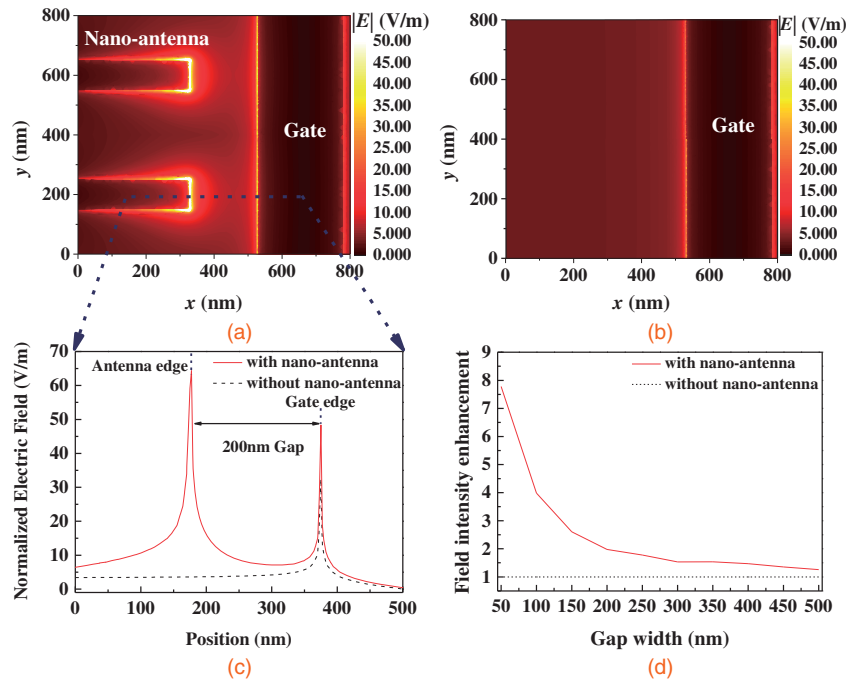 |E| (V/m)
800
600
400
200
0
y (nm)
Nano-antenna
Gate
50.00
45.00
40.00
35.00
30.00
25.00
20.00
15.00
10.00
5.000
0.000
0 200 400 600 800
x (nm)
(a)
|E| (V/m)
800
600
400
200
0
y (nm)
Gate
50.00
45.00
40.00
35.00
30.00
25.00
20.00
15.00
10.00
5.000
0.000
0 200 400 600 800
x (nm)
(b)
Normalized Electric Field (V/m)
70
60
50
40
30
20
10
0
Antenna edge
with nano-antenna
without nano-antenna
Gate edge
200nm Gap
0 100 200 300 400 500
Position (nm)
(c)
Field intensity enhancement
9
8
7
6
5
4
3
2
1
with nano-antenna
without nano-antenna
50 100 150 200 250 300 350 400 450 500
Gap width (nm)
(d)